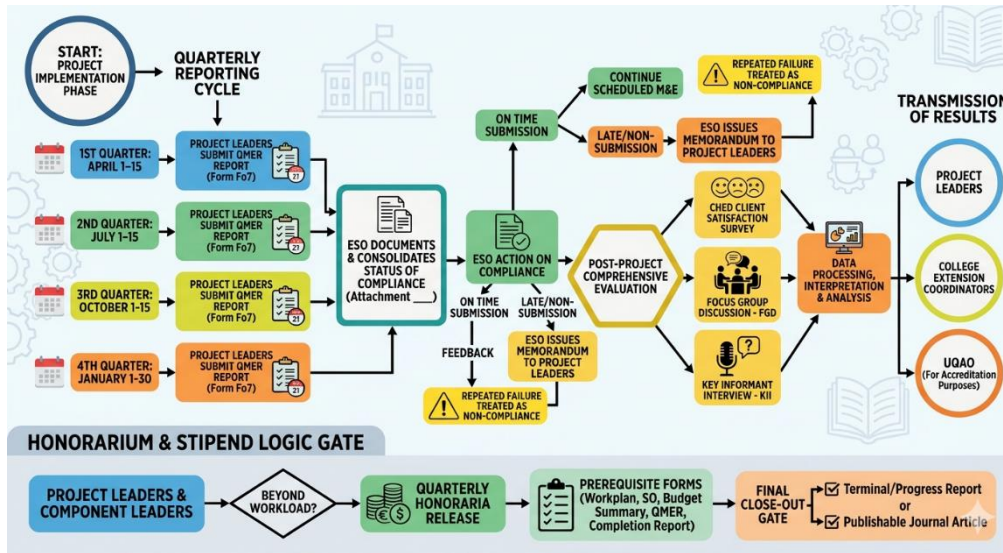 START:
PROJECT
IMPLEMENTATION
PHASE
QUARTERLY
REPORTING
CYCLE
1ST QUARTER:
APRIL 1–15
PROJECT LEADERS
SUBMIT QMER
REPORT
(Form Fo7)
27
2ND QUARTER:
JULY 1–15
PROJECT LEADERS
SUBMIT QMER
REPORT
(Form Fo7)
27
3RD QUARTER:
OCTOBER 1-15
PROJECT LEADERS
SUBMIT QMER
REPORT
(Form Fo7)
21
4TH QUARTER:
JANUARY 1-30
PROJECT LEADERS
SUBMIT QMER
REPORT
(Form Fo7)
21
ESO DOCUMENTS
& CONSOLIDATES
STATUS OF
COMPLIANCE
(Attachment ___)
ON TIME
SUBMISSION
CONTINUE
SCHEDULED M&E
LATE/NON-
SUBMISSION
ESO ISSUES
MEMORANDUM TO
PROJECT LEADERS
REPEATED FAILURE
TREATED AS
NON-COMPLIANCE
ESO ACTION ON
COMPLIANCE
ON TIME
SUBMISSION
FEEDBACK
LATE/NON-
SUBMISSION
ESO ISSUES
MEMORANDUM
TO PROJECT
LEADERS
REPEATED FAILURE
TREATED AS
NON-COMPLIANCE
POST-PROJECT
COMPREHENSIVE
EVALUATION
CHED CLIENT
SATISFACTION
SURVEY
FOCUS GROUP
DISCUSSION - FGD
KEY INFORMANT
INTERVIEW - KII
DATA
PROCESSING,
INTERPRETATION
& ANALYSIS
TRANSMISSION
OF RESULTS
PROJECT
LEADERS
COLLEGE
EXTENSION
COORDINATORS
UQAO
(For Accreditation
Purposes)
HONORARIUM & STIPEND LOGIC GATE
PROJECT LEADERS &
COMPONENT LEADERS
BEYOND
WORKLOAD?
QUARTERLY
HONORARIA
RELEASE
PREREQUISITE FORMS
(Workplan, SO, Budget
Summary, QMER,
Completion Report)
FINAL
CLOSE-OUT
GATE
Terminal/Progress Report
or
Publishable Journal Article